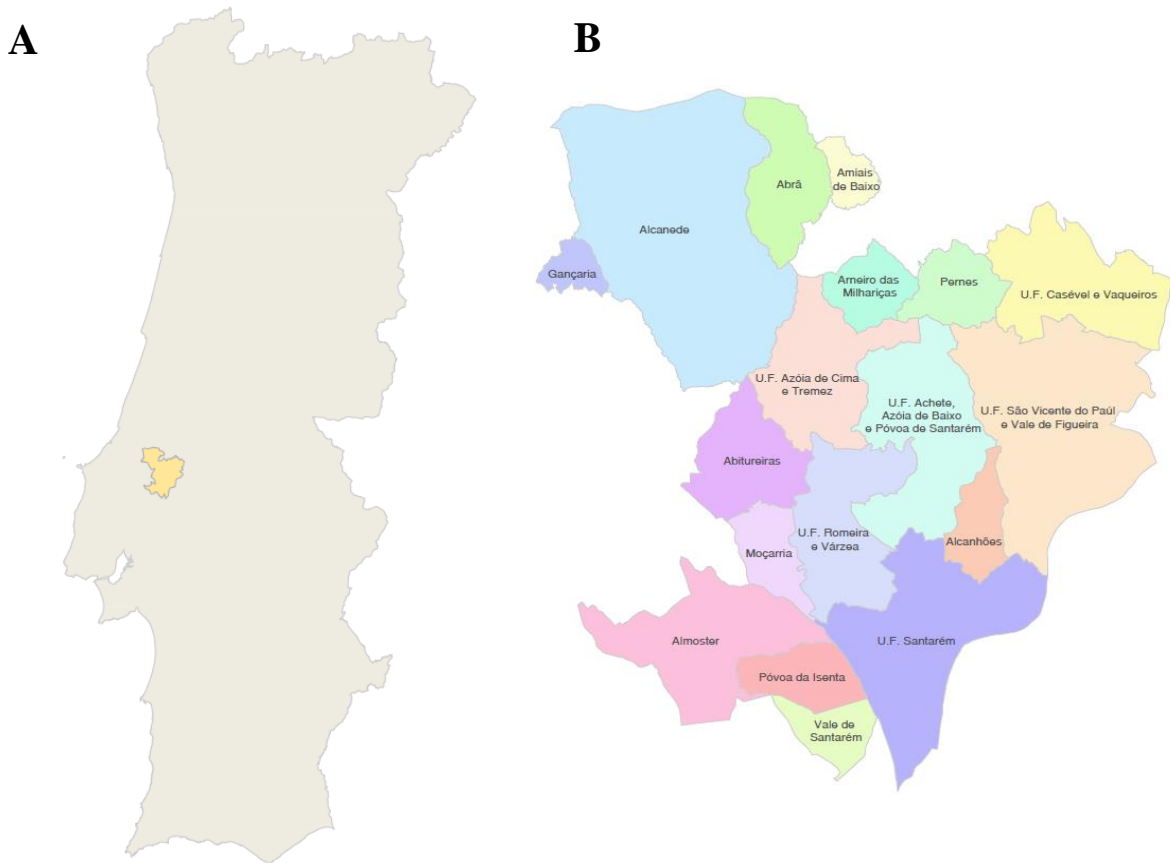 A
B
Abrã
Amiais
de Baixo
Alcanede
Gançaria
Arneiro das
Milhariças
Pernes
U.F. Casével e Vaqueiros
U.F. Azóia de Cima
e Tremez
U.F. Achete,
Azóia de Baixo
e Póvoa de Santarém
U.F. São Vicente do Paúl
e Vale de Figueira
Abitureiras
U.F. Romeira
e Várzea
Alcanhões
Moçarria
Almoster
U.F. Santarém
Póvoa da Isenta
Vale de
Santarém